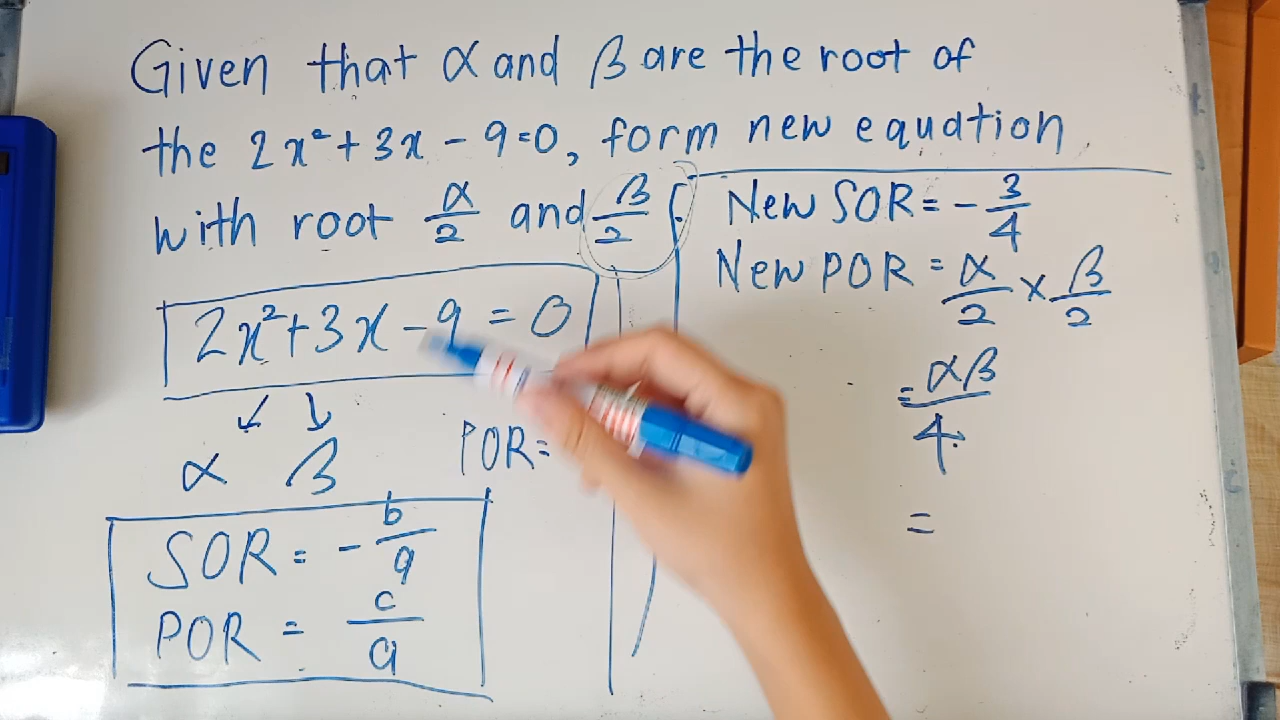 Given that α and β are the root of
the 2x²+3x-9=0, form new equation
with root α/2 and β/2
2x²+3x-9=0
α β
POR=
SOR = -b/a
POR = c/a
New SOR = -3/4
New POR = α/2 × β/2
= αβ/4
=